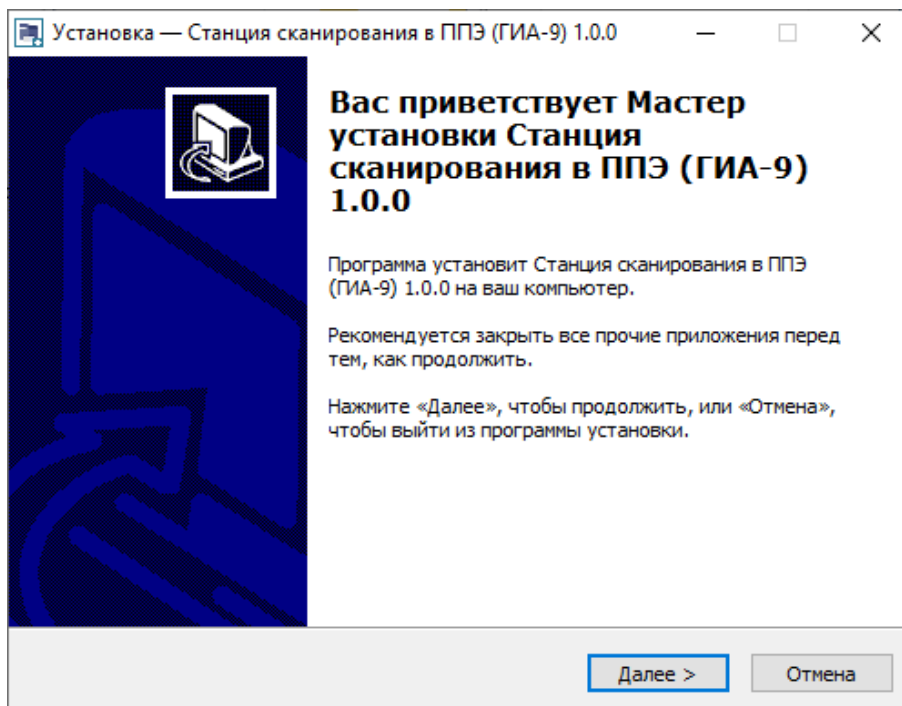 Установка — Станция сканирования в ППЭ (ГИА-9) 1.0.0
Вас приветствует Мастер
установки Станция
сканирования в ППЭ (ГИА-9)
1.0.0
Программа установит Станция сканирования в ППЭ
(ГИА-9) 1.0.0 на ваш компьютер.
Рекомендуется закрыть все прочие приложения перед
тем, как продолжить.
Нажмите «Далее», чтобы продолжить, или «Отмена»,
чтобы выйти из программы установки.
Далее >
Отмена